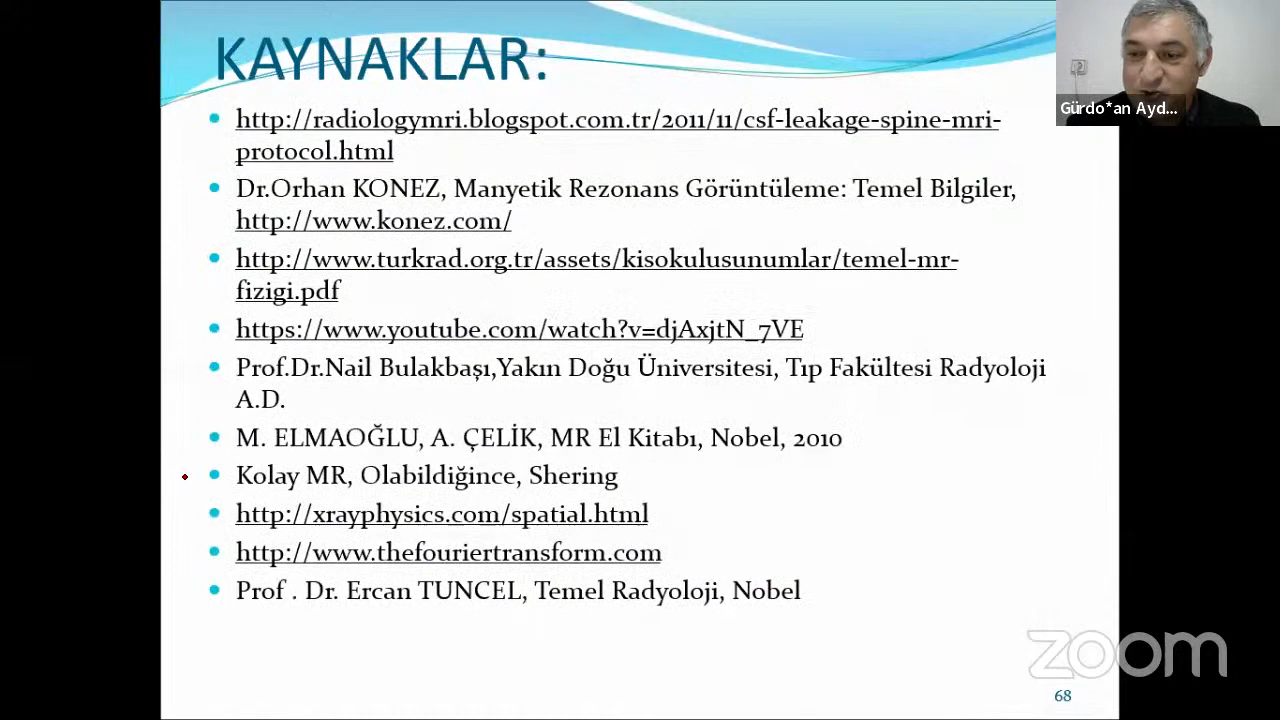 KAYNAKLAR:
http://radiologymri.blogspot.com.tr/2011/11/csf-leakage-spine-mri-
protocol.html
Dr.Orhan KONEZ, Manyetik Rezonans Görüntüleme: Temel Bilgiler,
http://www.konez.com/
http://www.turkrad.org.tr/assets/kisokulusunumlar/temel-mr-
fizigi.pdf
https://www.youtube.com/watch?v=djAxjtN_7VE
Prof.Dr.Nail Bulakbaşı,Yakın Doğu Üniversitesi, Tıp Fakültesi Radyoloji
A.D.
M. ELMAOĞLU, A. ÇELİK, MR El Kitabı, Nobel, 2010
Kolay MR, Olabildiğince, Shering
http://xrayphysics.com/spatial.html
http://www.thefouriertransform.com
Prof . Dr. Ercan TUNCEL, Temel Radyoloji, Nobel
68
Gürdo*an Ayd...
zoom